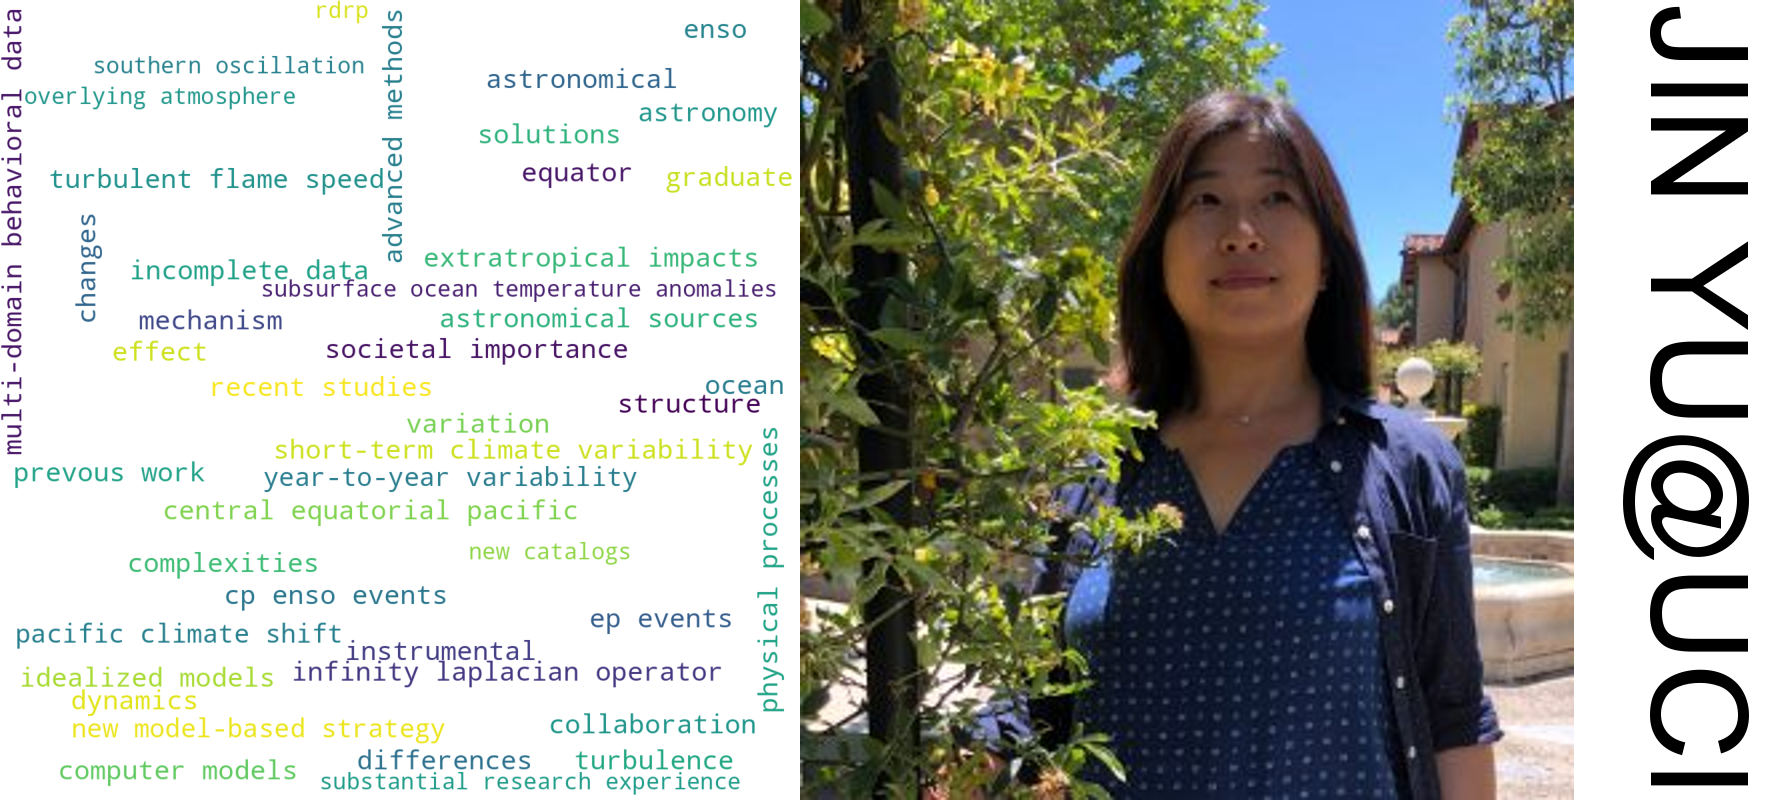 rdrp
enso
southern oscillation
astronomical
overlying atmosphere
astronomy
solutions
equator
graduate
turbulent flame speed
advanced methods
multi-domain behavioral data
changes
extratropical impacts
incomplete data
subsurface ocean temperature anomalies
mechanism
astronomical sources
effect
societal importance
recent studies
ocean
structure
variation
short-term climate variability
prevous work
year-to-year variability
central equatorial pacific
physical processes
new catalogs
complexities
cp enso events
ep events
pacific climate shift
instrumental
idealized models
infinity laplacian operator
dynamics
new model-based strategy
collaboration
differences
turbulence
computer models
substantial research experience
JIN YU@UCI